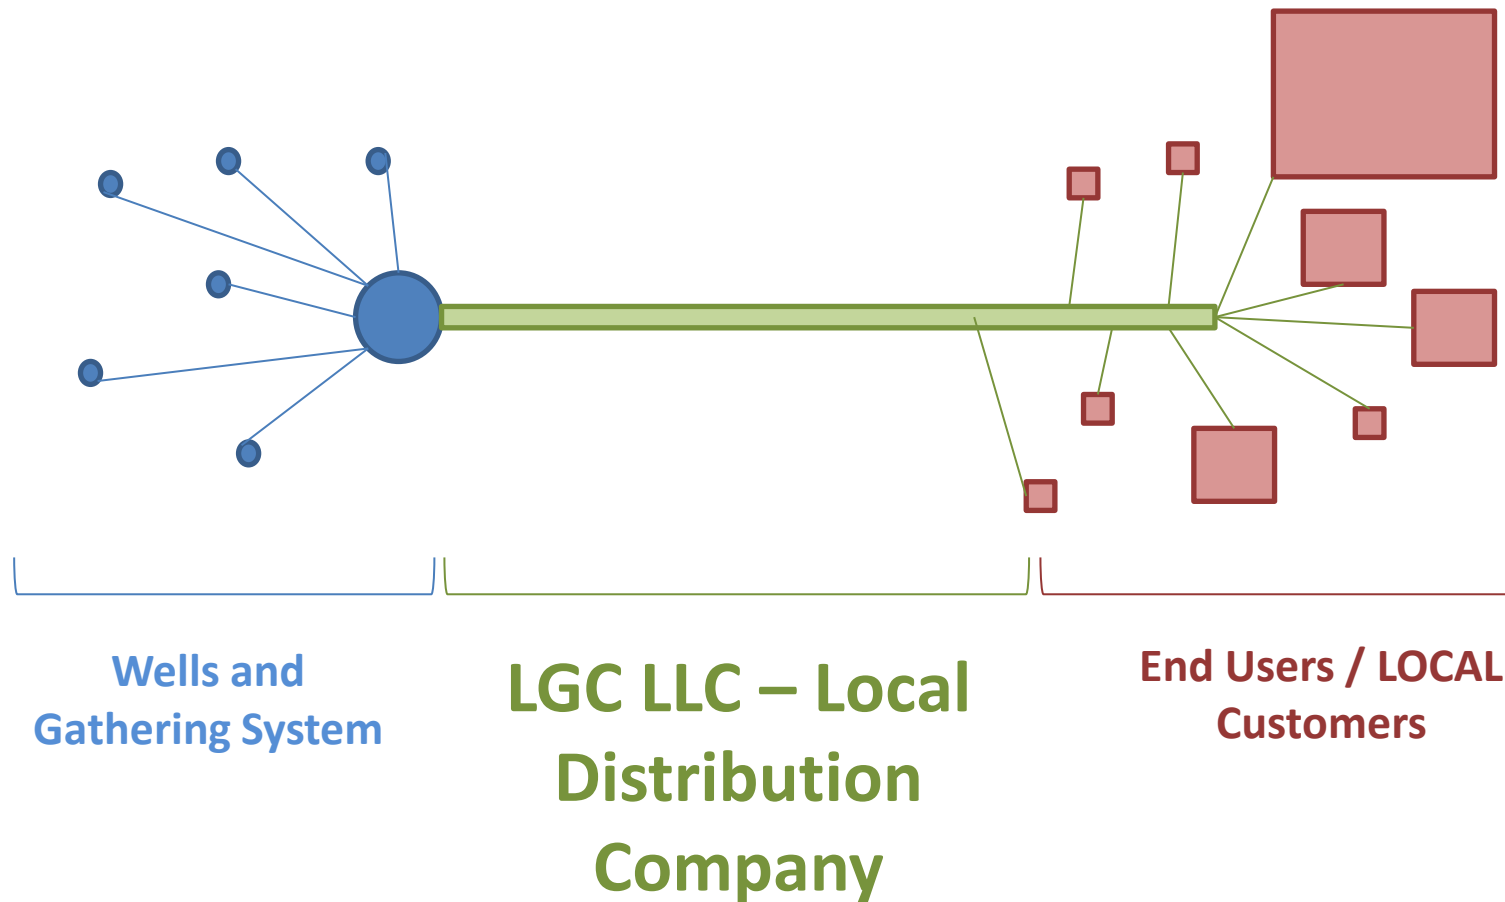 Wells and
Gathering System
LGC LLC – Local
Distribution
Company
End Users / LOCAL
Customers